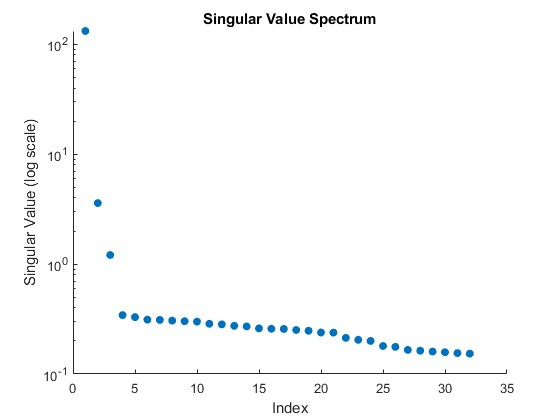 Singular Value Spectrum
Singular Value (log scale)
10^2
10^1
10^0
10^-1
0 5 10 15 20 25 30 35
Index